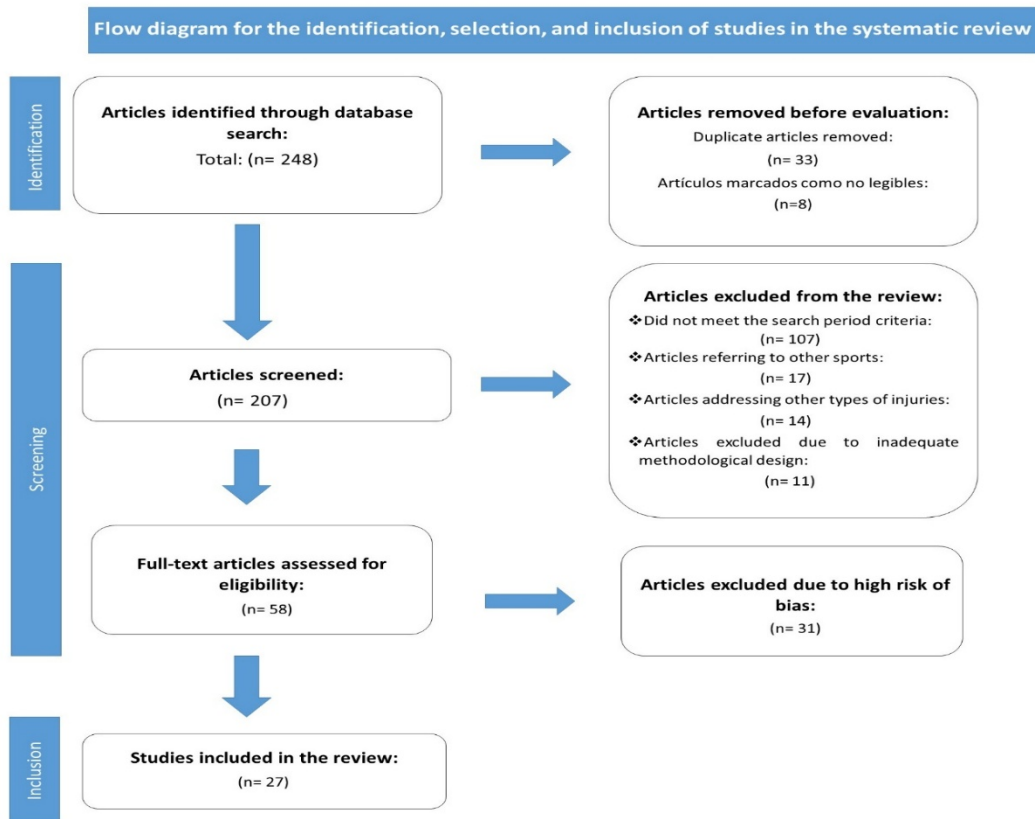 Flow diagram for the identification, selection, and inclusion of studies in the systematic review
Identification
Articles identified through database
search:
Total: (n= 248)
Articles removed before evaluation:
Duplicate articles removed:
(n= 33)
Artículos marcados como no legibles:
(n=8)
Screening
Articles screened:
(n= 207)
Articles excluded from the review:
❖Did not meet the search period criteria:
(n= 107)
❖Articles referring to other sports:
(n= 17)
❖Articles addressing other types of injuries:
(n= 14)
❖Articles excluded due to inadequate
methodological design:
(n= 11)
Full-text articles assessed for
eligibility:
(n= 58)
Articles excluded due to high risk of
bias:
(n= 31)
Inclusion
Studies included in the review:
(n= 27)